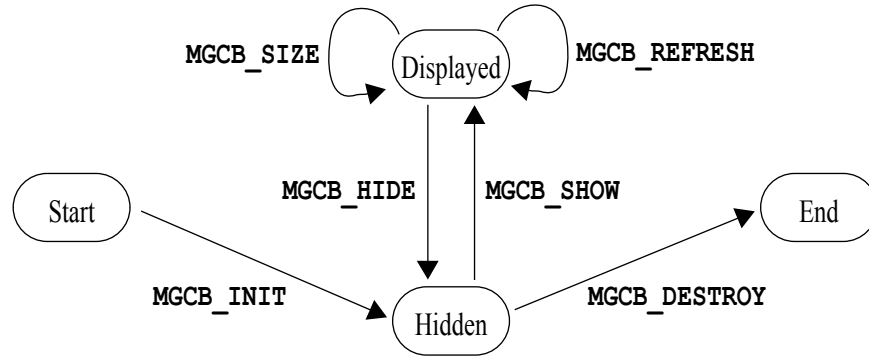 MGCB_SIZE
Displayed
MGCB_REFRESH
MGCB_HIDE
MGCB_SHOW
Start
End
MGCB_INIT
Hidden
MGCB_DESTROY